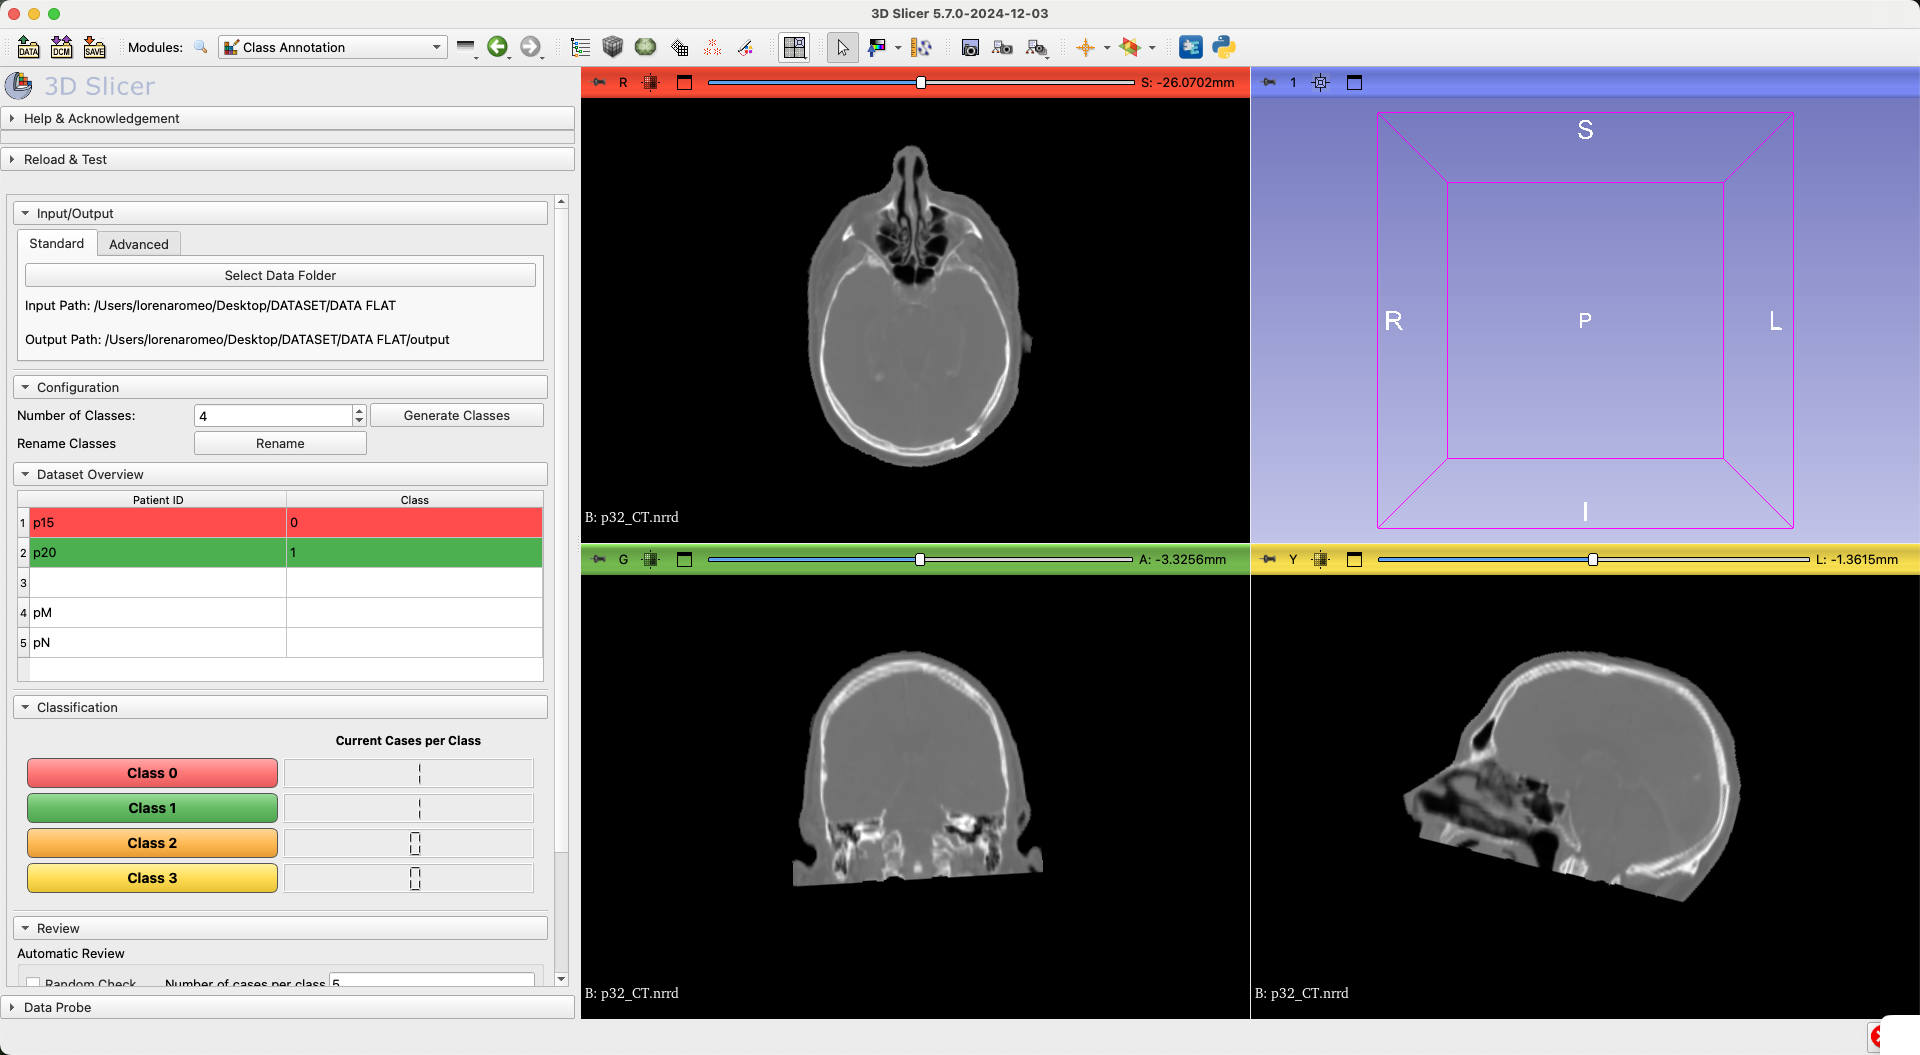 3D Slicer 5.7.0-2024-12-03
DATA
DCM
SAVE
Modules:
Class Annotation
3D Slicer
Help & Acknowledgement
Reload & Test
Input/Output
Standard
Advanced
Select Data Folder
Input Path: /Users/lorenaromeo/Desktop/DATASET/DATA FLAT
Output Path: /Users/lorenaromeo/Desktop/DATASET/DATA FLAT/output
Configuration
Number of Classes: 4 Generate Classes
Rename Classes Rename
Dataset Overview
Patient ID Class
1 p15 0
2 p20 1
3
4 pM
5 pN
Classification
Current Cases per Class
Class 0 1
Class 1 1
Class 2 0
Class 3 0
Review
Automatic Review
Random Check Number of cases per class 5
Data Probe
R S: -26.0702mm
B: p32_CT.nrrd
1
S
R
P
L
I
G A: -3.3256mm
B: p32_CT.nrrd
Y L: -1.3615mm
B: p32_CT.nrrd